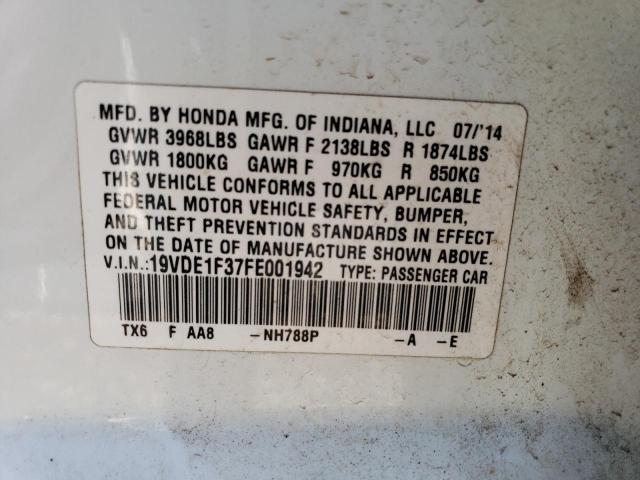 MFD. BY HONDA MFG. OF INDIANA, LLC 07/'14
GVWR 3968LBS GAWR F 2138LBS R 1874LBS
GVWR 1800KG GAWR F 970KG R 850KG
THIS VEHICLE CONFORMS TO ALL APPLICABLE
FEDERAL MOTOR VEHICLE SAFETY, BUMPER,
AND THEFT PREVENTION STANDARDS IN EFFECT
ON THE DATE OF MANUFACTURE SHOWN ABOVE.
V.I.N.:19VDE1F37FE001942 TYPE: PASSENGER CAR
TX6 F AA8 -NH788P -A -E